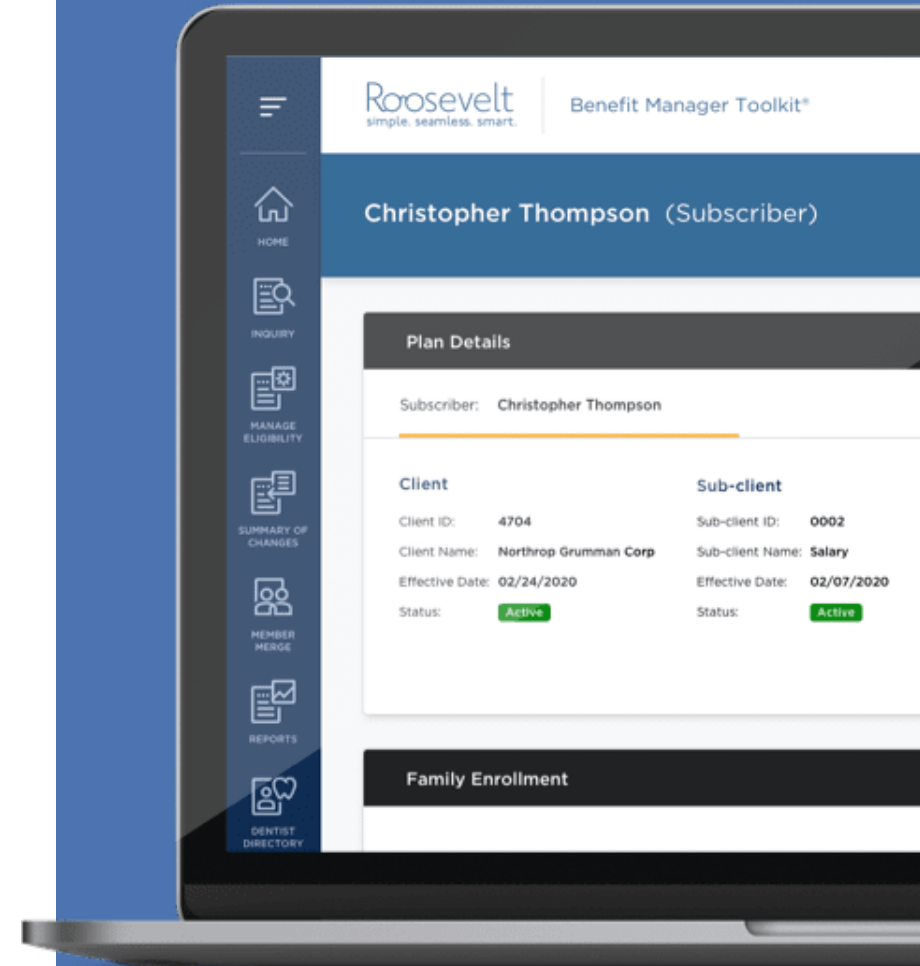 Roosevelt
simple. seamless. smart.
Benefit Manager Toolkit®
HOME
INQUIRY
MANAGE
ELIGIBILITY
SUMMARY OF
CHANGES
MEMBER
MERGE
REPORTS
DENTIST
DIRECTORY
Christopher Thompson (Subscriber)
Plan Details
Subscriber: Christopher Thompson
Client
Client ID: 4704
Client Name: Northrop Grumman Corp
Effective Date: 02/24/2020
Status: Active
Sub-client
Sub-client ID: 0002
Sub-client Name: Salary
Effective Date: 02/07/2020
Status: Active
Family Enrollment